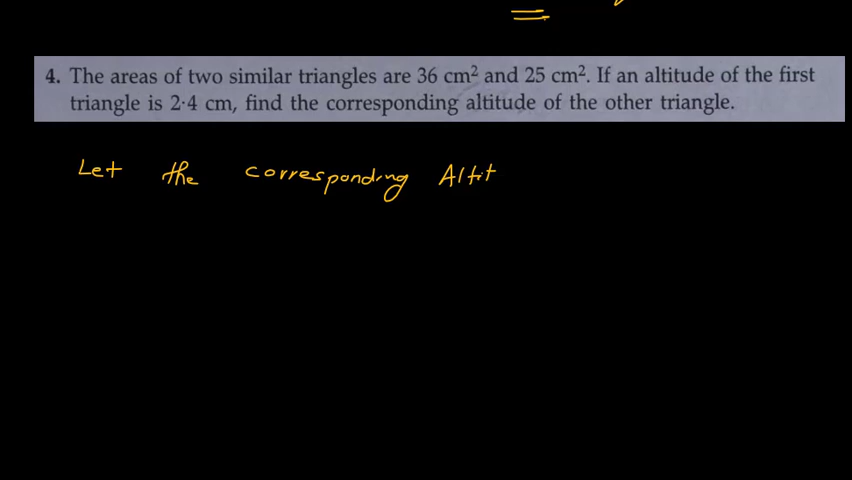 4. The areas of two similar triangles are 36 cm² and 25 cm². If an altitude of the first
triangle is 2·4 cm, find the corresponding altitude of the other triangle.
Let the corresponding Altit